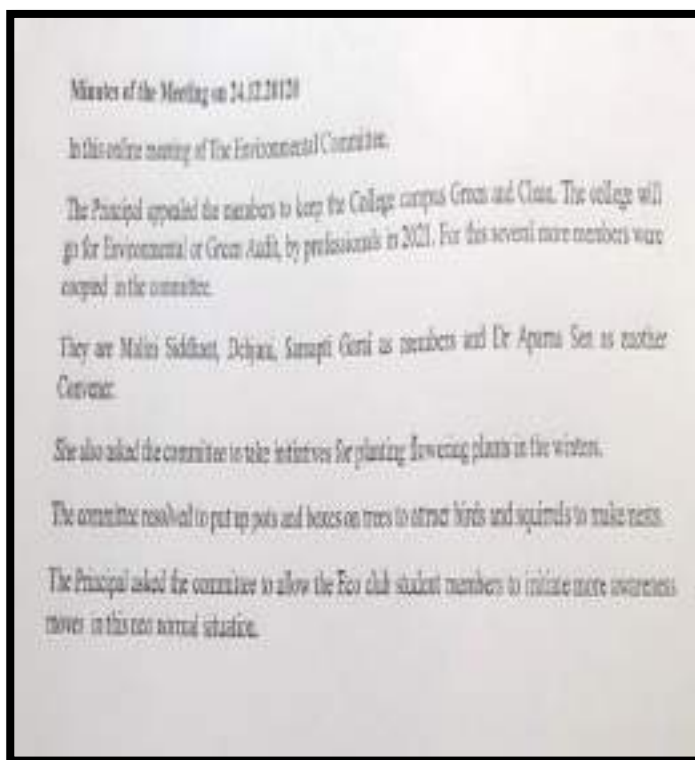 Minutes of the Meeting on 24.12.20120
In this online meeting of The Environmental Committee.
The Principal appealed the members to keep the College campus Green and Clean. The college will
go for Environmental or Green Audit, by professionals in 2021. For this several more members were
coopted in the committee.
They are Malini Siddhant, Samapti as members and Dr Aparna Sen as another
Convener.
She also asked the committee to take intiatives for planting flowering plants in the winters.
The committee resolved to put up pots and boxes on trees to attract birds and squirrels to make nests.
The Principal asked the committee to allow the Eco club student members to initiate more awareness
moves in this neo normal situation.